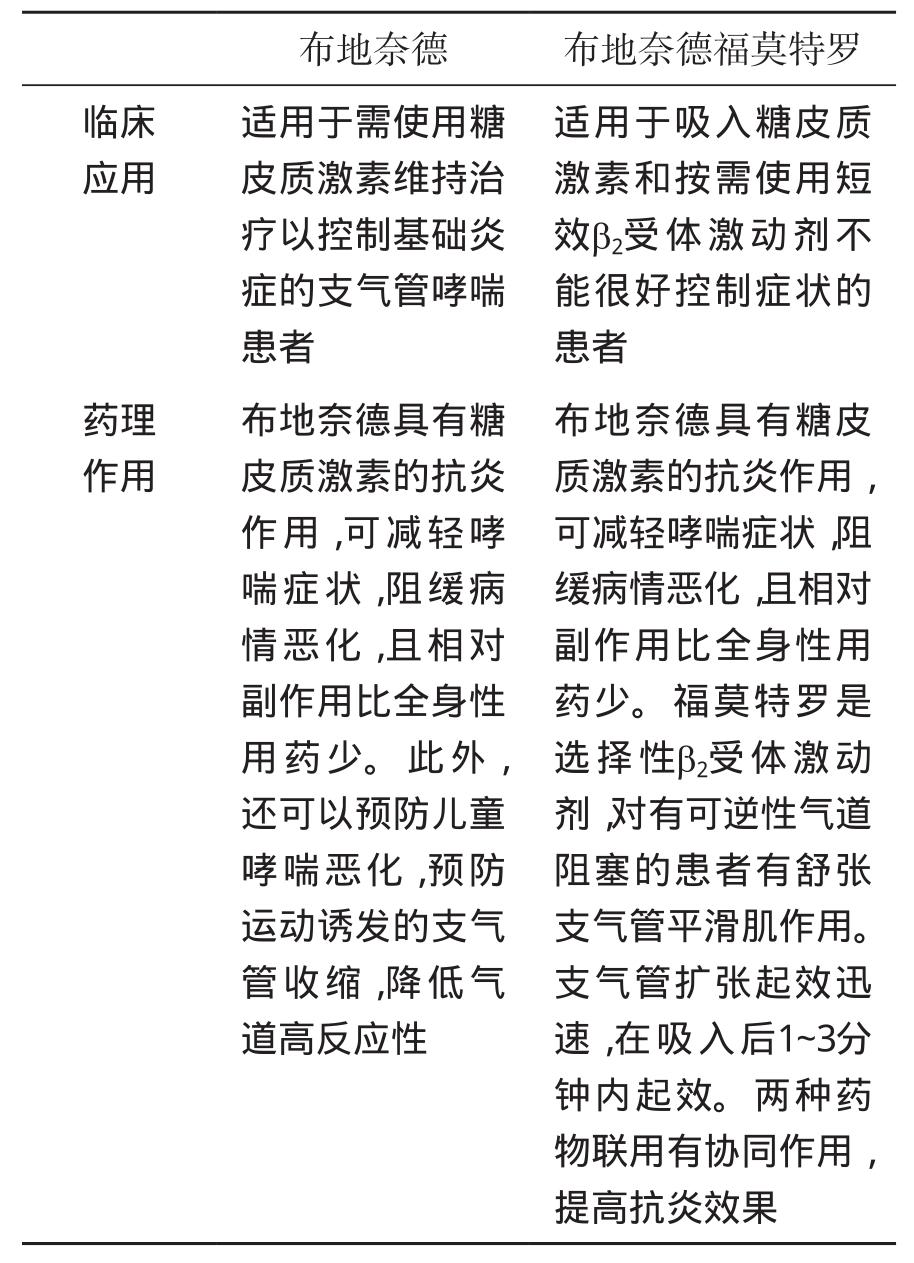 布地奈德 布地奈德福莫特罗
临床 适用于需使用糖 适用于吸入糖皮质
应用 皮质激素维持治 激素和按需使用短
疗以控制基础炎 效β₂受体激动剂不
症的支气管哮喘 能很好控制症状的
患者 患者
药理 布地奈德具有糖 布地奈德具有糖皮
作用 皮质激素的抗炎 质激素的抗炎作用,
作用,可减轻哮 可减轻哮喘症状,阻
喘症状,阻缓病 缓病情恶化,且相对
情恶化,且相对 副作用比全身性用
副作用比全身性 药少。福莫特罗是
用药少。此外, 选择性β₂受体激动
还可以预防儿童 剂,对有可逆性气道
哮喘恶化,预防 阻塞的患者有舒张
运动诱发的支气 支气管平滑肌作用。
管收缩,降低气 支气管扩张起效迅
道高反应性 速,在吸入后1~3分
钟内起效。两种药
物联用有协同作用,
提高抗炎效果